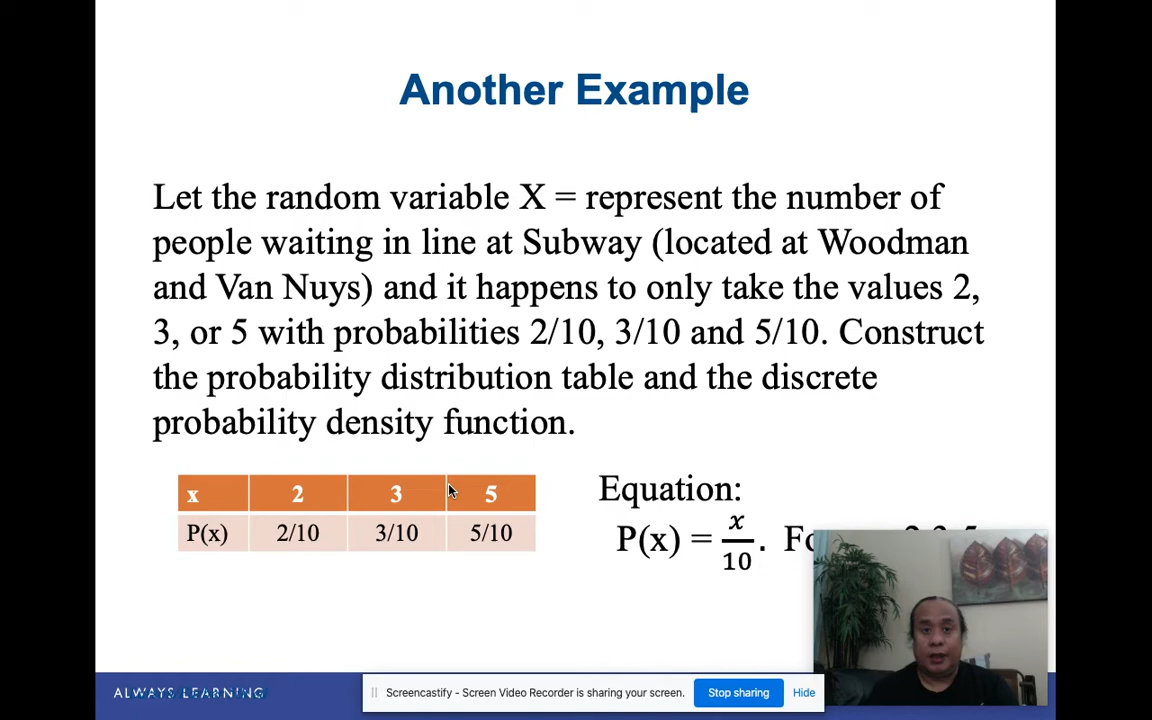 Another Example
Let the random variable X = represent the number of
people waiting in line at Subway (located at Woodman
and Van Nuys) and it happens to only take the values 2,
3, or 5 with probabilities 2/10, 3/10 and 5/10. Construct
the probability distribution table and the discrete
probability density function.
x 2 3 5
P(x) 2/10 3/10 5/10
Equation:
P(x) = x/10.
ALWAYS LEARNING
Screencastify - Screen Video Recorder is sharing your screen. Stop sharing Hide